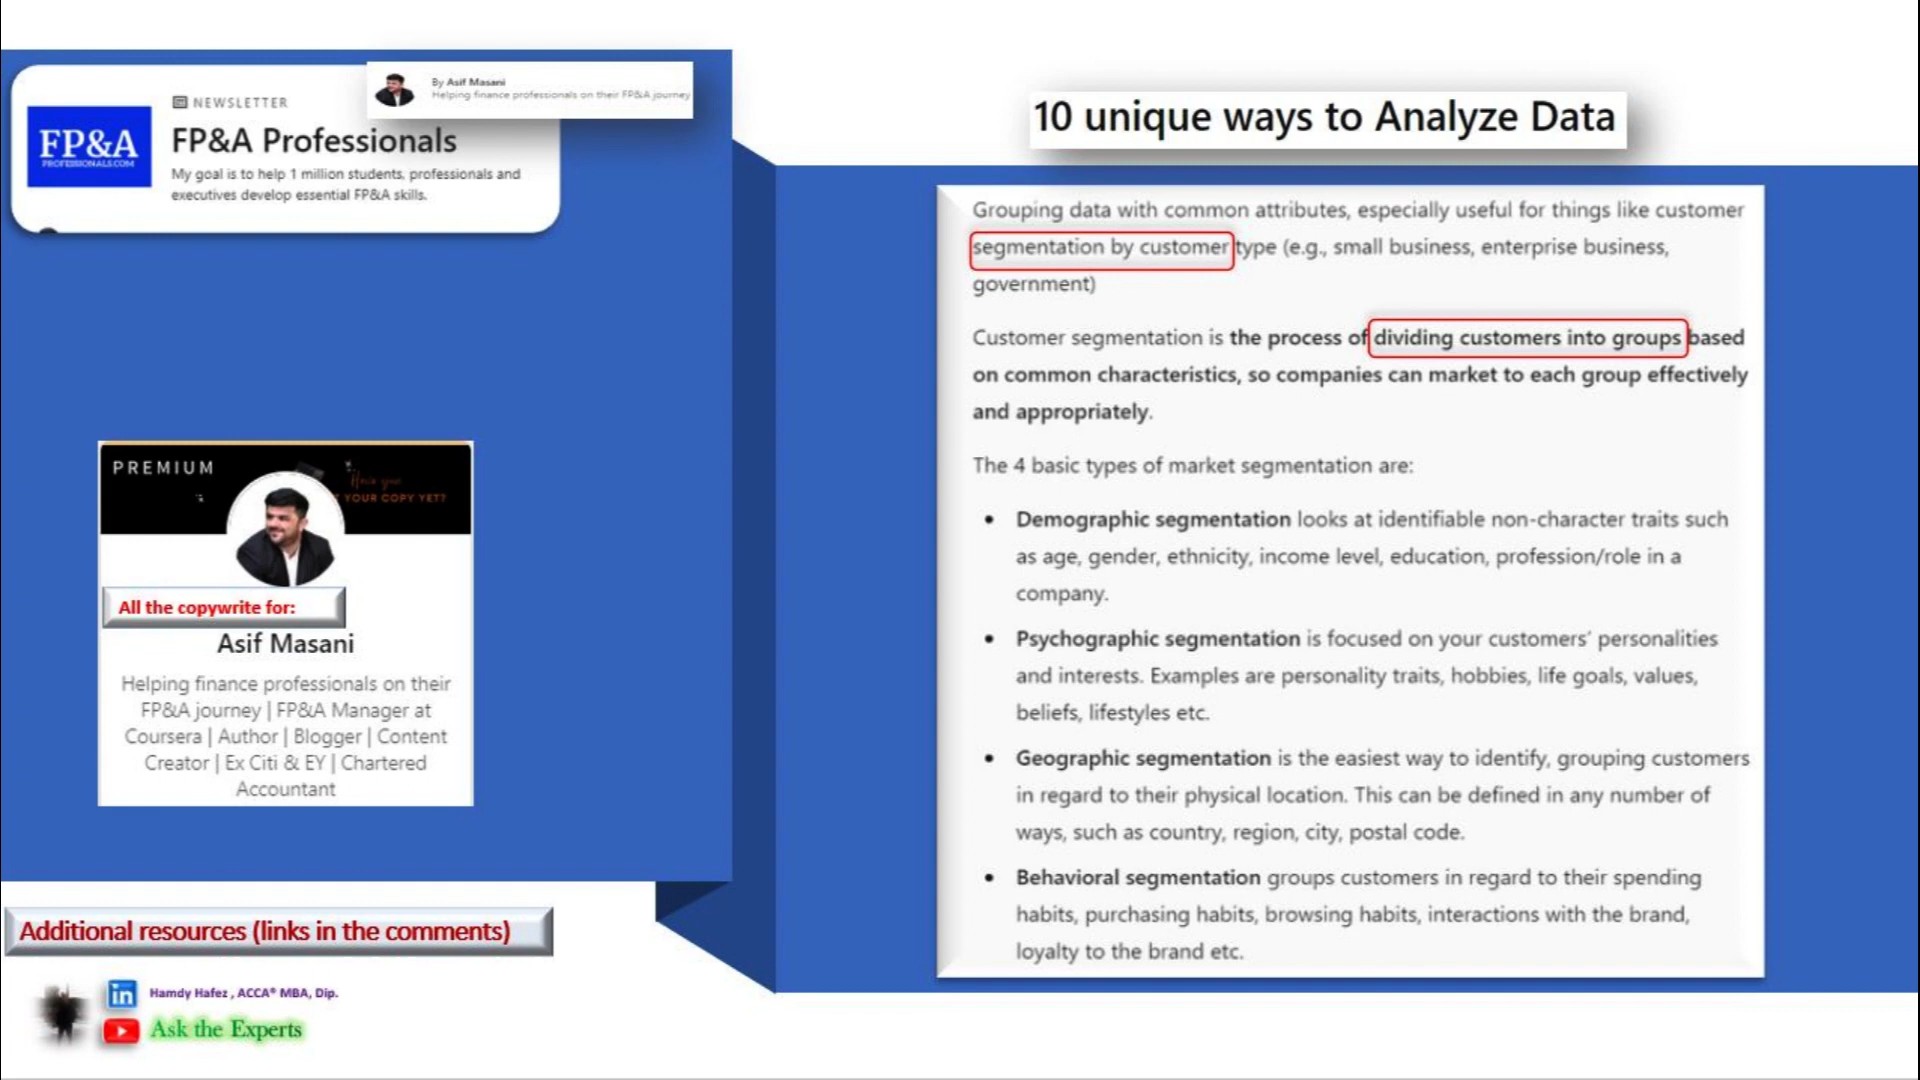 NEWSLETTER
FP&A Professionals
My goal is to help 1 million students, professionals and
executives develop essential FP&A skills.
FP&A
PROFESSIONALS.COM
By Asif Masani
Helping finance professionals on their FP&A journey
10 unique ways to Analyze Data
Grouping data with common attributes, especially useful for things like customer
segmentation by customer type (e.g., small business, enterprise business,
government)
Customer segmentation is the process of dividing customers into groups based
on common characteristics, so companies can market to each group effectively
and appropriately.
The 4 basic types of market segmentation are:
• Demographic segmentation looks at identifiable non-character traits such
as age, gender, ethnicity, income level, education, profession/role in a
company.
• Psychographic segmentation is focused on your customers’ personalities
and interests. Examples are personality traits, hobbies, life goals, values,
beliefs, lifestyles etc.
• Geographic segmentation is the easiest way to identify, grouping customers
in regard to their physical location. This can be defined in any number of
ways, such as country, region, city, postal code.
• Behavioral segmentation groups customers in regard to their spending
habits, purchasing habits, browsing habits, interactions with the brand,
loyalty to the brand etc.
PREMIUM
Have you
YOUR COPY YET?
All the copywrite for:
Asif Masani
Helping finance professionals on their
FP&A journey | FP&A Manager at
Coursera | Author | Blogger | Content
Creator | Ex Citi & EY | Chartered
Accountant
Additional resources (links in the comments)
in
Hamdy Hafez , ACCA® MBA, Dip.
Ask the Experts